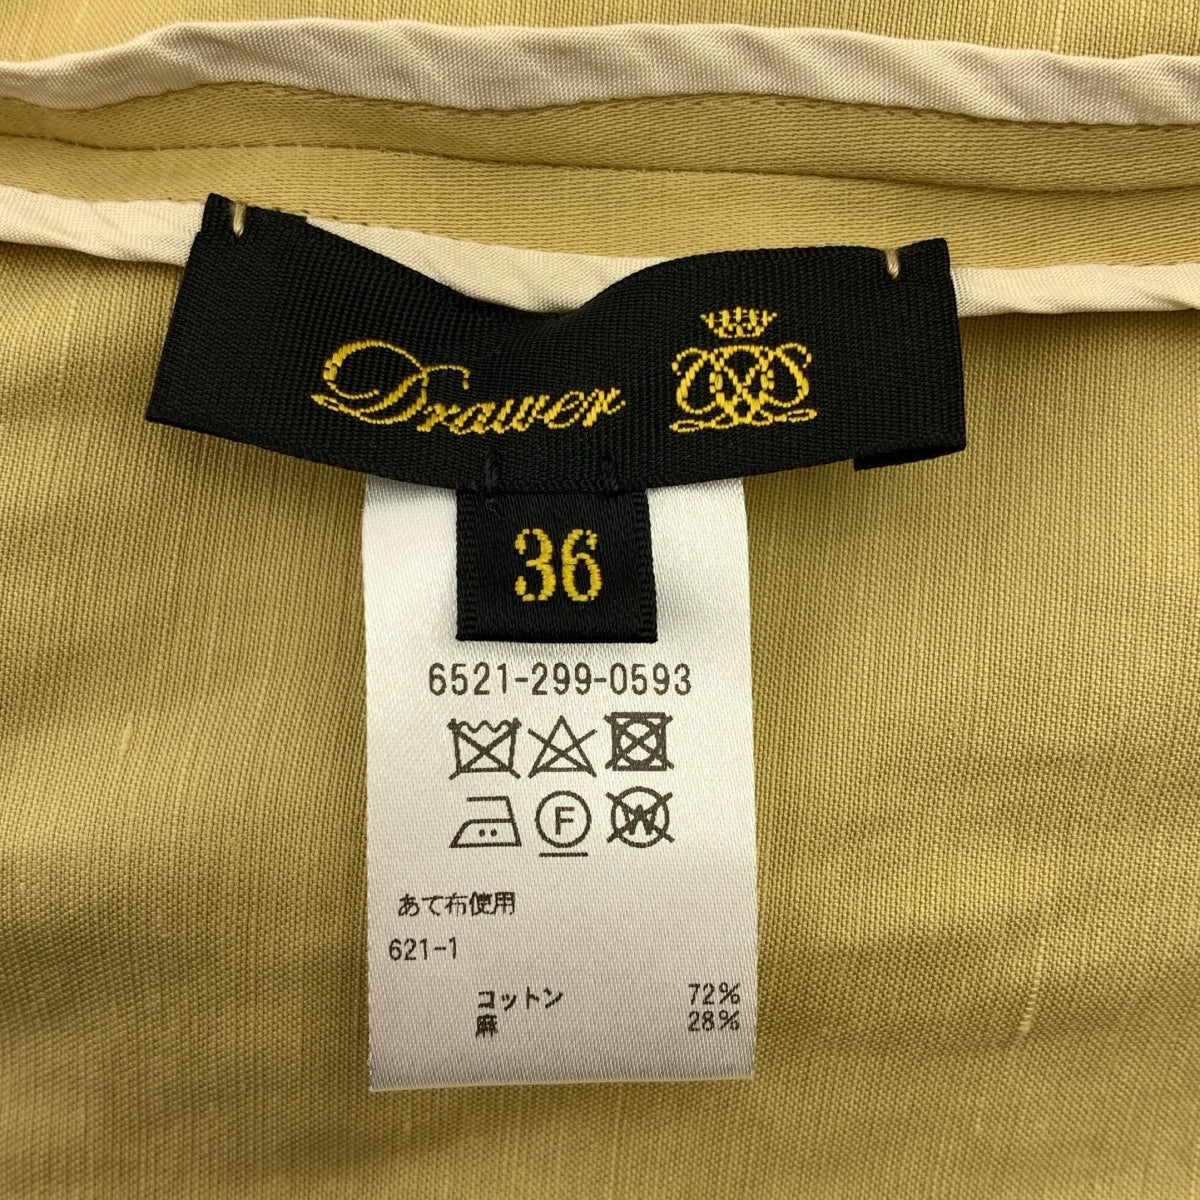 Drawer
36
6521-299-0593
F
W
あて布使用
621-1
コットン 72%
麻 28%